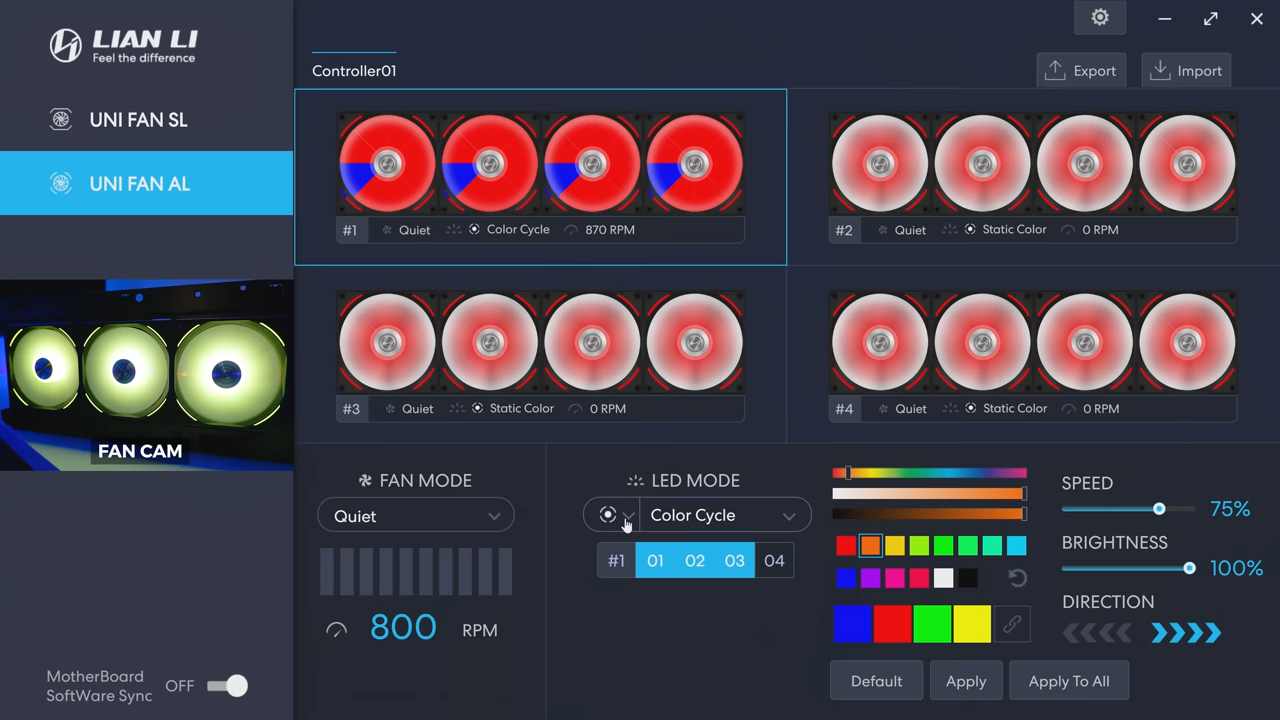 LIAN LI
Feel the difference
UNI FAN SL
UNI FAN AL
FAN CAM
MotherBoard
SoftWare Sync
OFF
Controller01
Export
Import
#1 Quiet Color Cycle 870 RPM
#2 Quiet Static Color 0 RPM
#3 Quiet Static Color 0 RPM
#4 Quiet Static Color 0 RPM
FAN MODE
Quiet
800 RPM
LED MODE
Color Cycle
#1 01 02 03 04
SPEED
75%
BRIGHTNESS
100%
DIRECTION
Default
Apply
Apply To All